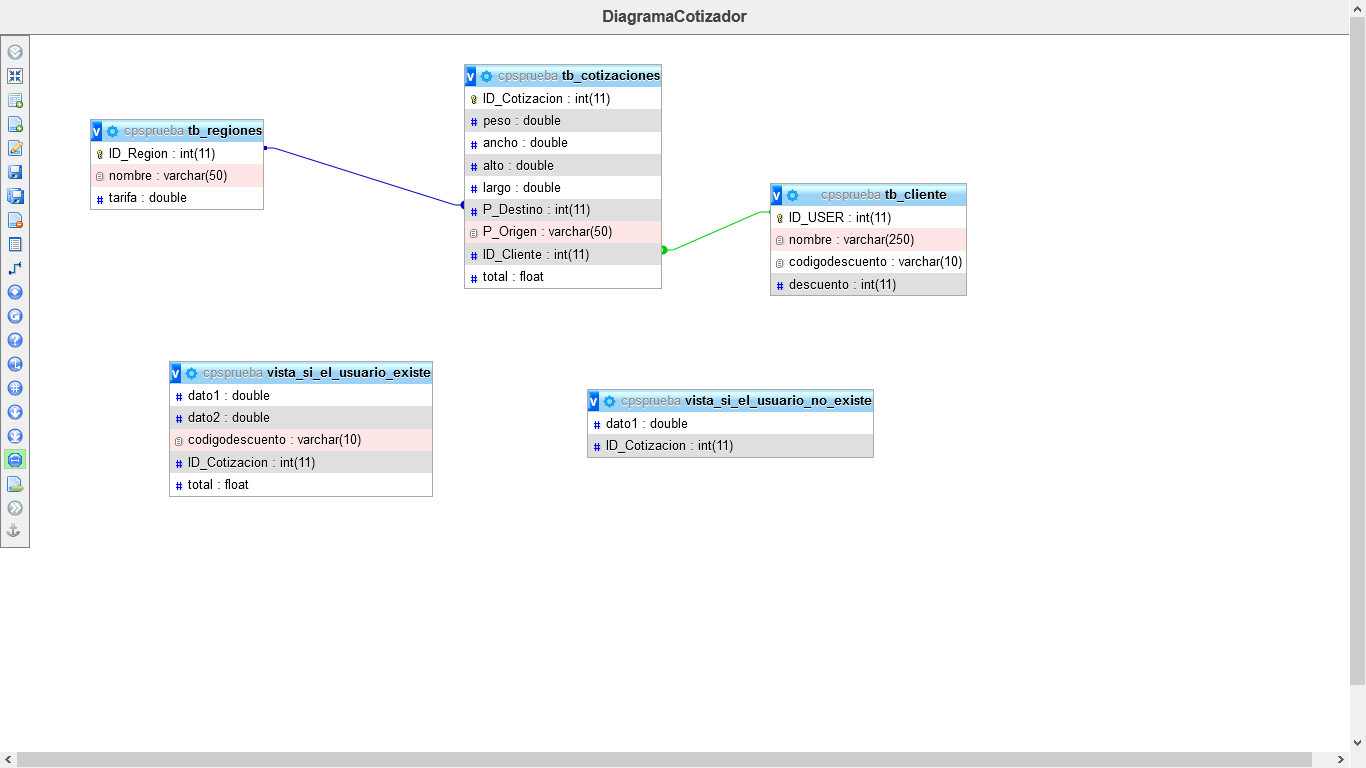 DiagramaCotizador
v cpsprueba tb_cotizaciones
ID_Cotizacion : int(11)
# peso : double
# ancho : double
# alto : double
# largo : double
# P_Destino : int(11)
P_Origen : varchar(50)
# ID_Cliente : int(11)
# total : float
v cpsprueba tb_regiones
ID_Region : int(11)
nombre : varchar(50)
# tarifa : double
v cpsprueba tb_cliente
ID_USER : int(11)
nombre : varchar(250)
codigodescuento : varchar(10)
# descuento : int(11)
v cpsprueba vista_si_el_usuario_existe
# dato1 : double
# dato2 : double
codigodescuento : varchar(10)
# ID_Cotizacion : int(11)
# total : float
v cpsprueba vista_si_el_usuario_no_existe
# dato1 : double
# ID_Cotizacion : int(11)